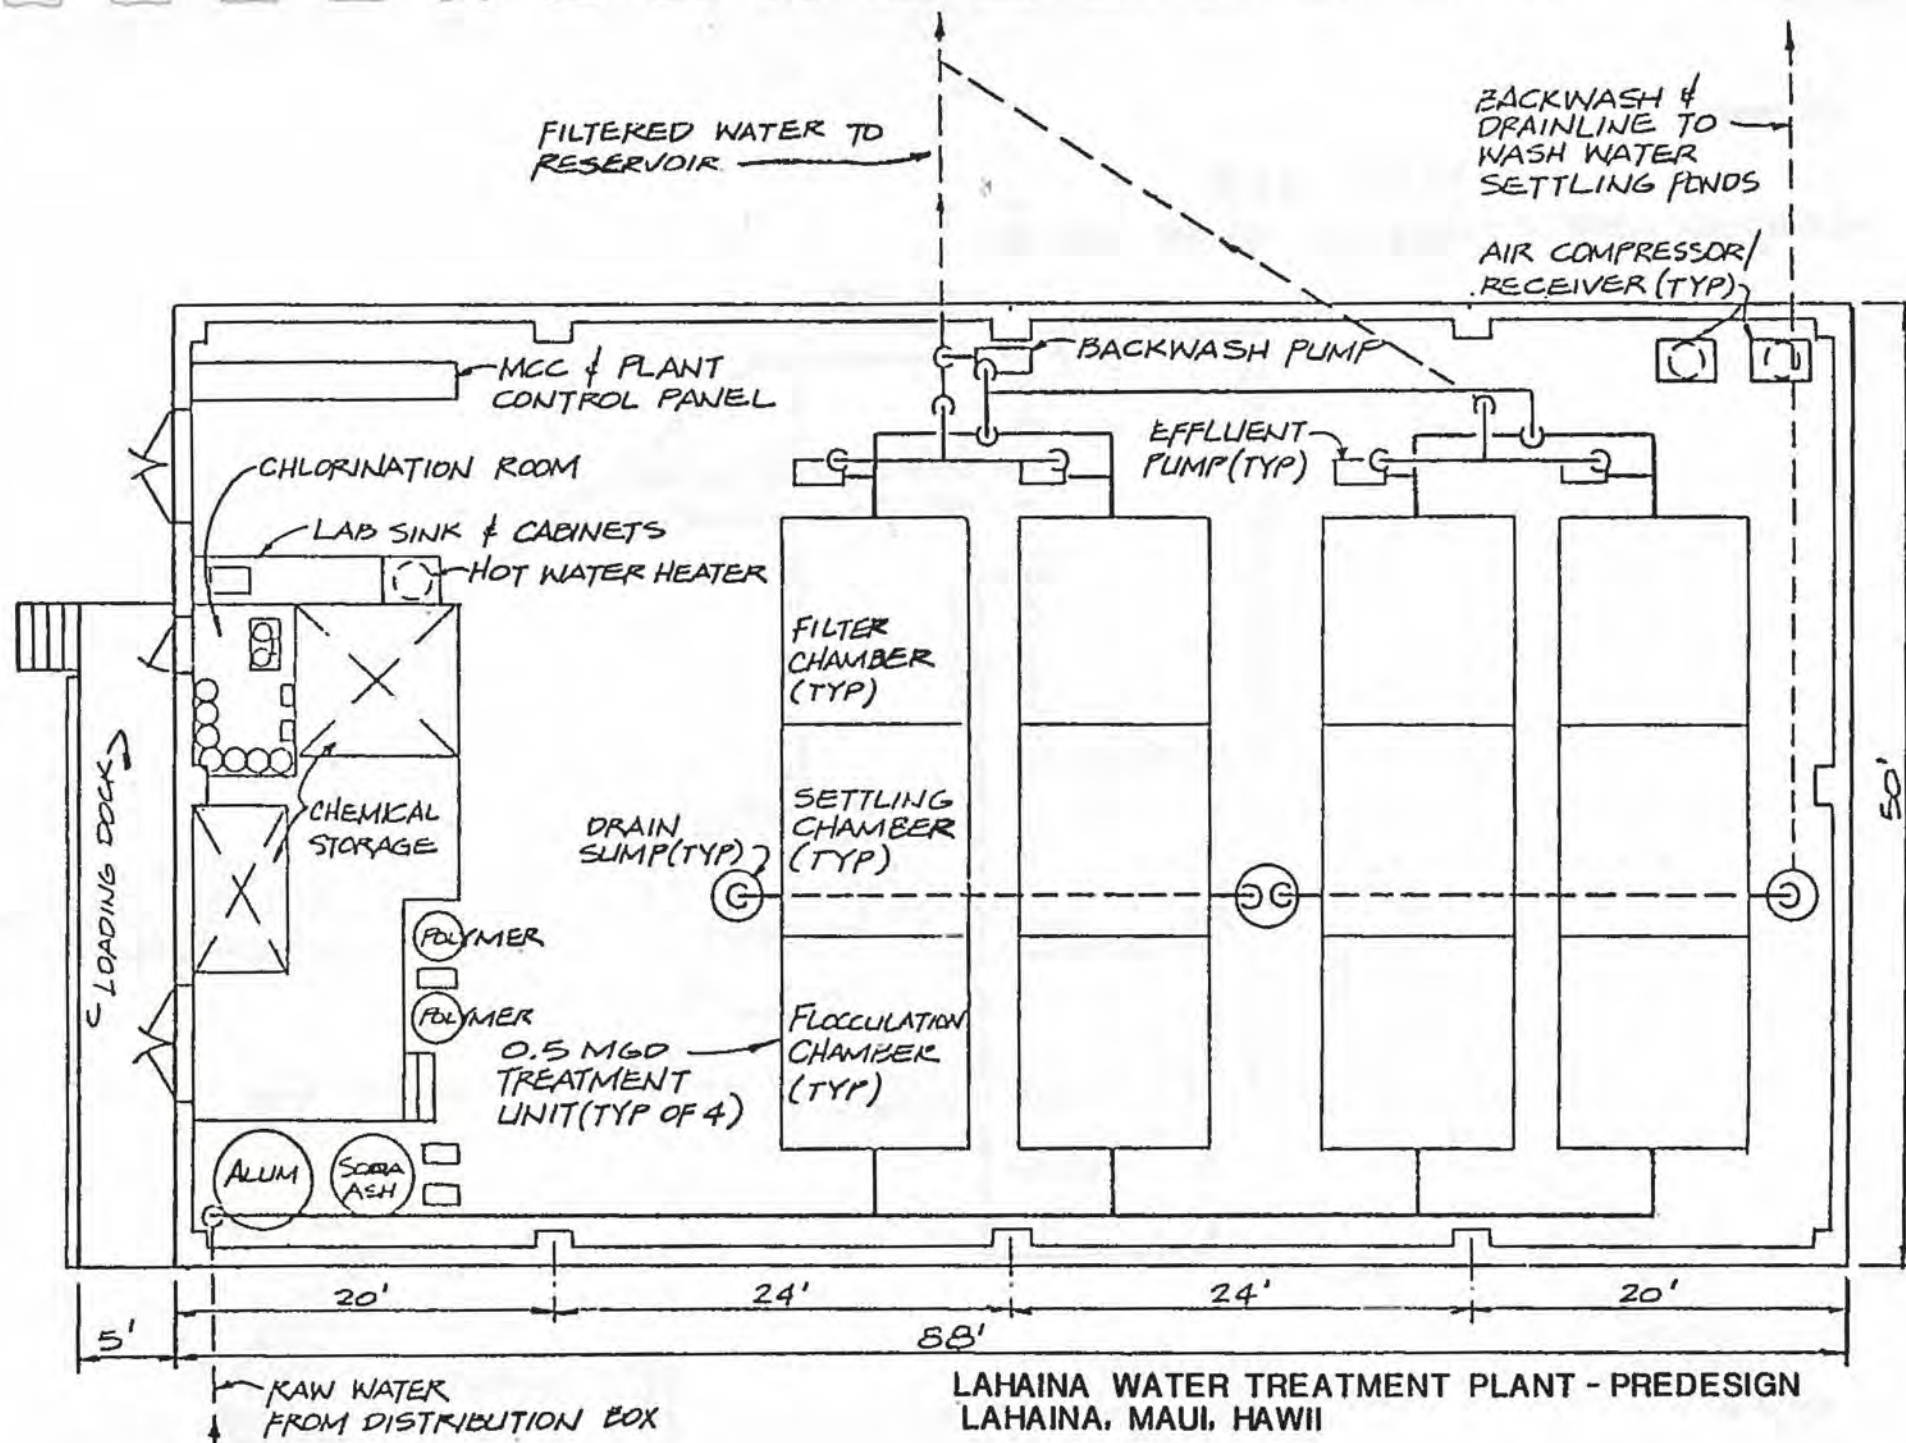 FILTERED WATER TO
RESERVOIR
BACKWASH &
DRAINLINE TO
WASH WATER
SETTLING PONDS
AIR COMPRESSOR/
RECEIVER (TYP)
MCC & PLANT
CONTROL PANEL
BACKWASH PUMP
EFFLUENT
PUMP (TYP)
CHLORINATION ROOM
LAB SINK & CABINETS
HOT WATER HEATER
FILTER
CHAMBER
(TYP)
LOADING DOCK
CHEMICAL
STORAGE
DRAIN
SUMP (TYP)
SETTLING
CHAMBER
(TYP)
50'
POLYMER
POLYMER
0.5 MGD
TREATMENT
UNIT (TYP OF 4)
FLOCCULATION
CHAMBER
(TYP)
ALUM
SODA
ASH
20'
24'
24'
20'
5'
88'
RAW WATER
FROM DISTRIBUTION BOX
LAHAINA WATER TREATMENT PLANT - PREDESIGN
LAHAINA, MAUI, HAWII